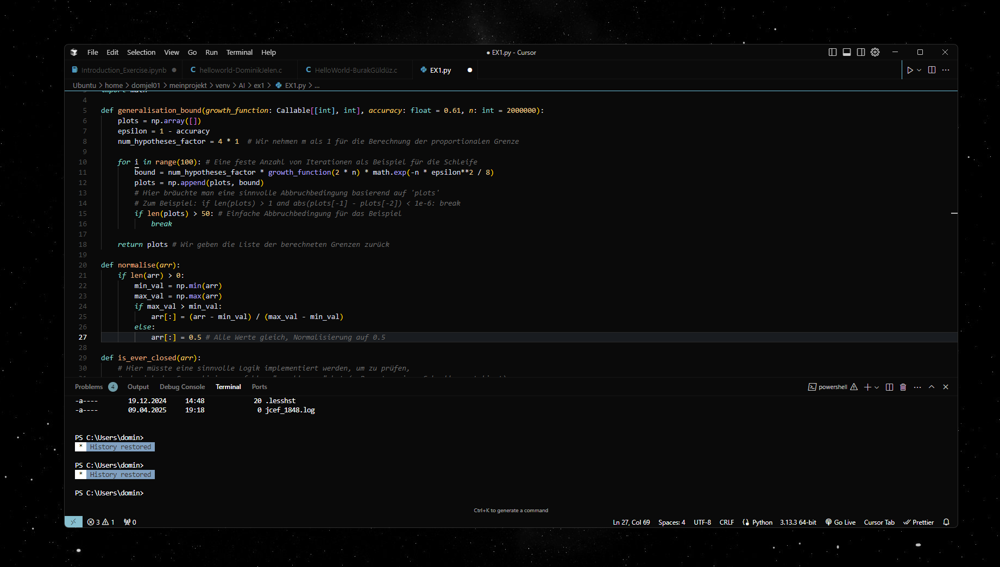 File Edit Selection View Go Run Terminal Help
● EX1.py - Cursor
Introduction_Exercise.ipynb
C helloworld-DominikJelen.c
C HelloWorld-BurakGüldüz.c
EX1.py
Ubuntu > home > domjel01 > meinprojekt > venv > AI > ex1 > EX1.py > ...
import math
4
5 def generalisation_bound(growth_function: Callable[[int], int], accuracy: float = 0.61, n: int = 2000000):
6 plots = np.array([])
7 epsilon = 1 - accuracy
8 num_hypotheses_factor = 4 * 1 # Wir nehmen m als 1 für die Berechnung der proportionalen Grenze
9
10 for i in range(100): # Eine feste Anzahl von Iterationen als Beispiel für die Schleife
11 bound = num_hypotheses_factor * growth_function(2 * n) * math.exp(-n * epsilon**2 / 8)
12 plots = np.append(plots, bound)
13 # Hier bräuchte man eine sinnvolle Abbruchbedingung basierend auf 'plots'
14 # Zum Beispiel: if len(plots) > 1 and abs(plots[-1] - plots[-2]) < 1e-6: break
15 if len(plots) > 50: # Einfache Abbruchbedingung für das Beispiel
16 break
17
18 return plots # Wir geben die Liste der berechneten Grenzen zurück
19
20 def normalise(arr):
21 if len(arr) > 0:
22 min_val = np.min(arr)
23 max_val = np.max(arr)
24 if max_val > min_val:
25 arr[:] = (arr - min_val) / (max_val - min_val)
26 else:
27 arr[:] = 0.5 # Alle Werte gleich, Normalisierung auf 0.5
28
29 def is_ever_closed(arr):
30 # Hier müsste eine sinnvolle Logik implementiert werden, um zu prüfen,
Problems 4 Output Debug Console Terminal Ports
powershell
-a---- 19.12.2024 14:48 20 .lesshst
-a---- 09.04.2025 19:18 0 jcef_1848.log
PS C:\Users\domin>
* History restored
PS C:\Users\domin>
* History restored
PS C:\Users\domin>
Ctrl+K to generate a command
3 1 0
Ln 27, Col 69 Spaces: 4 UTF-8 CRLF Python 3.13.3 64-bit Go Live Cursor Tab Prettier